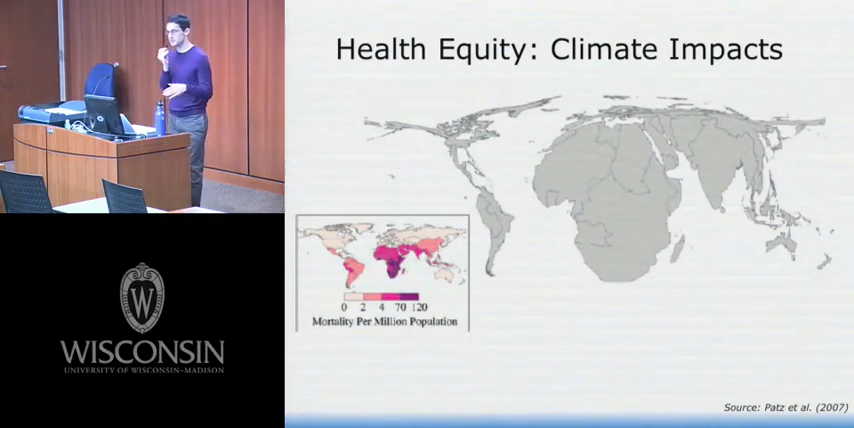 Health Equity: Climate Impacts
0 2 4 70 120
Mortality Per Million Population
W
WISCONSIN
UNIVERSITY OF WISCONSIN–MADISON
Source: Patz et al. (2007)